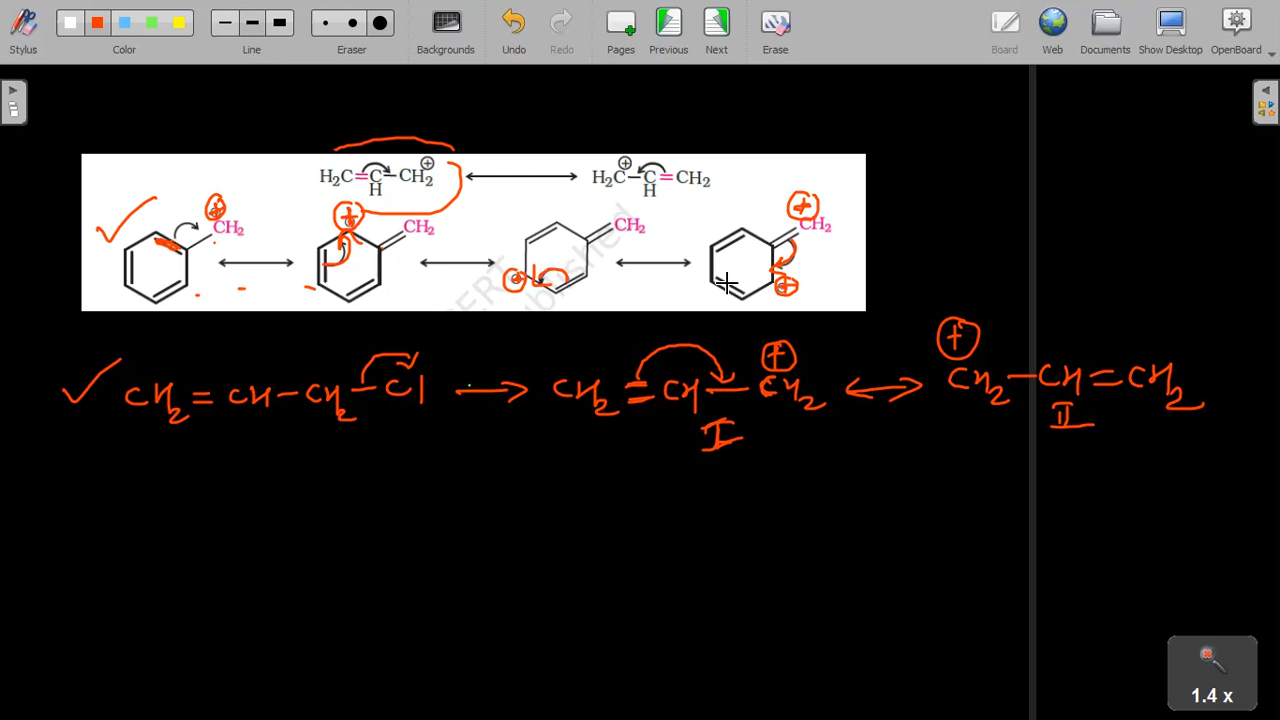 Stylus Color Line Eraser Backgrounds Undo Redo Pages Previous Next Erase Board Web Documents Show Desktop OpenBoard
H₂C=C–CH₂⊕ ⟷ H₂C⊕–C=CH₂
H H
⊕ ⊕ ⊕
CH₂ CH₂ CH₂ CH₂
⊕ ⊕
CH₂=CH–CH₂–Cl → CH₂=CH–CH₂⊕ ⟷ ⊕CH₂–CH=CH₂
I II
1.4 x